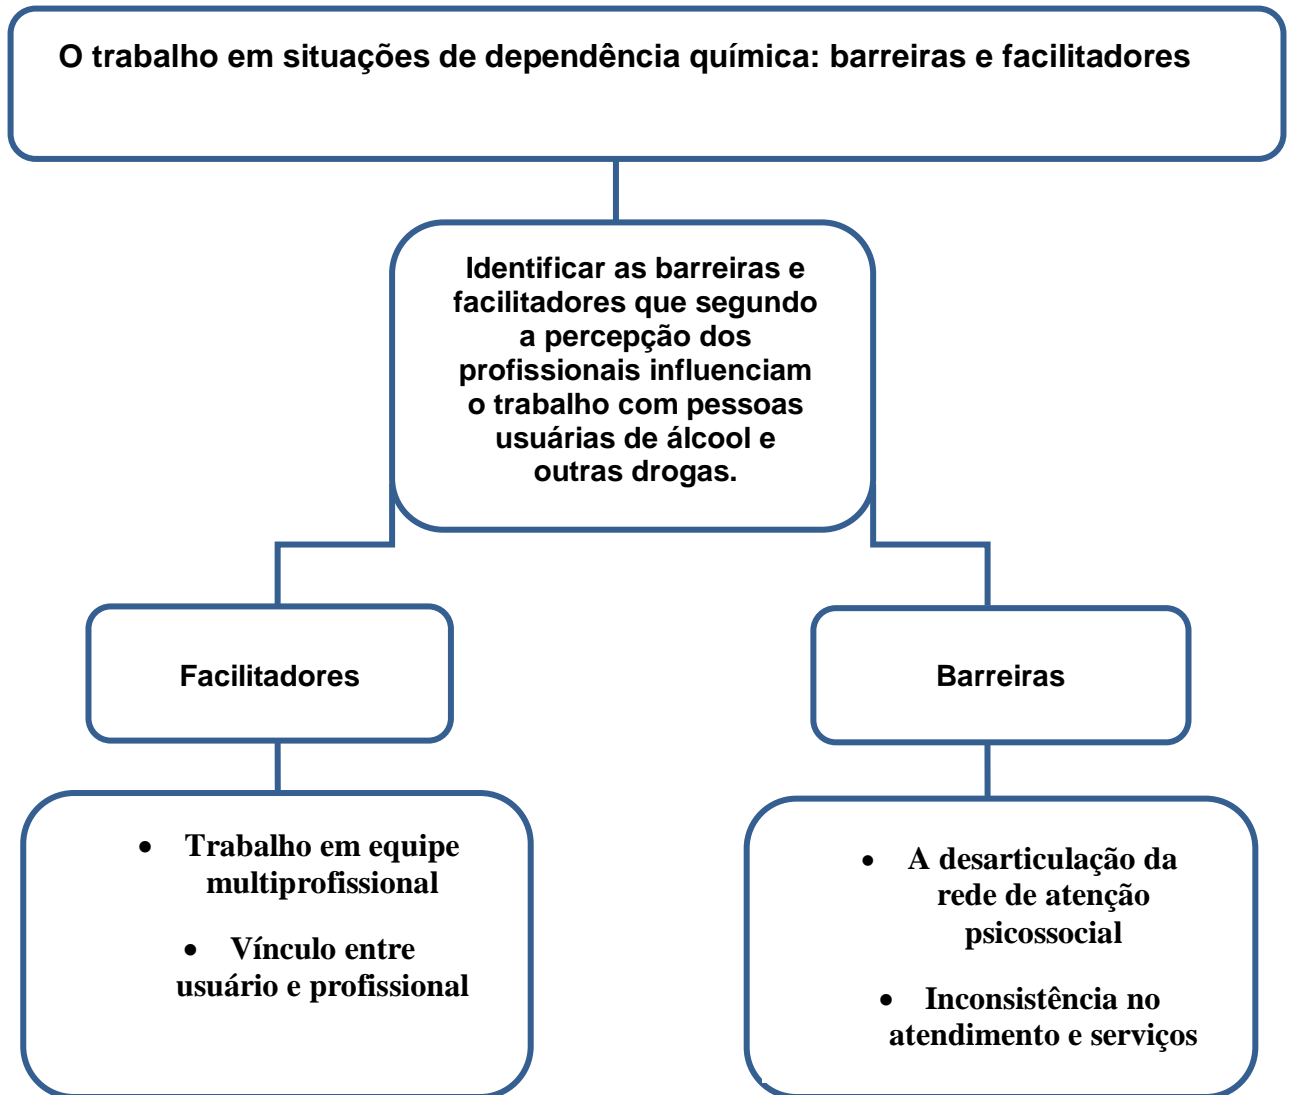 O trabalho em situações de dependência química: barreiras e facilitadores
Identificar as barreiras e
facilitadores que segundo
a percepção dos
profissionais influenciam
o trabalho com pessoas
usuárias de álcool e
outras drogas.
Facilitadores
• Trabalho em equipe
multiprofissional
• Vínculo entre
usuário e profissional
Barreiras
• A desarticulação da
rede de atenção
psicossocial
• Inconsistência no
atendimento e serviços